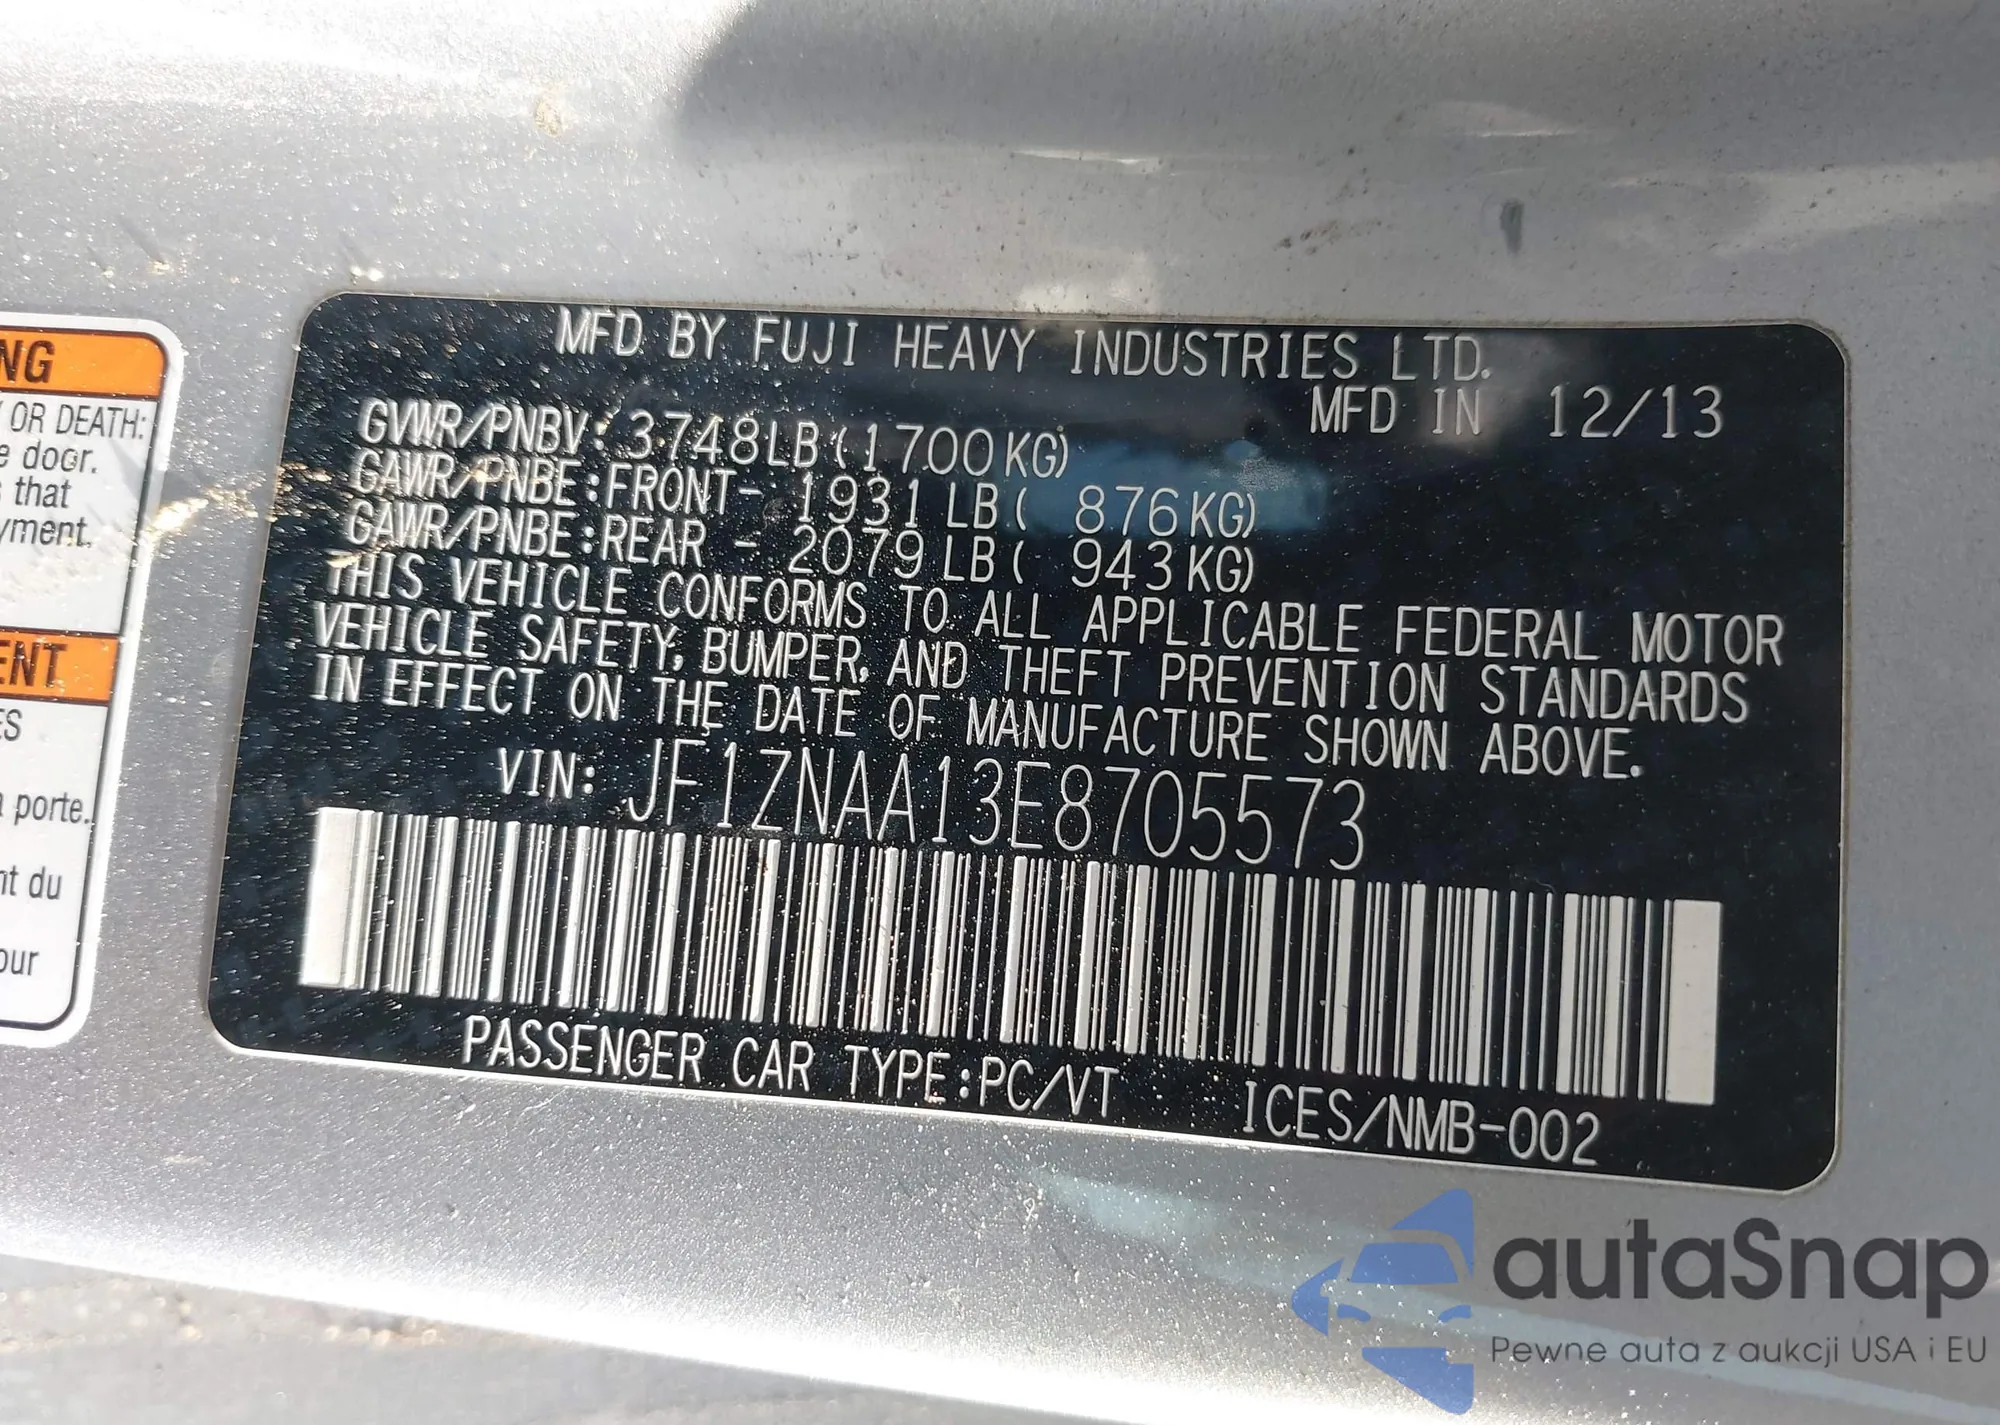 MFD BY FUJI HEAVY INDUSTRIES LTD.
MFD IN 12/13
GVWR/PNBV: 3748LB(1700KG)
GAWR/PNBE:FRONT- 1931 LB( 876KG)
GAWR/PNBE:REAR - 2079 LB( 943KG)
THIS VEHICLE CONFORMS TO ALL APPLICABLE FEDERAL MOTOR
VEHICLE SAFETY, BUMPER, AND THEFT PREVENTION STANDARDS
IN EFFECT ON THE DATE OF MANUFACTURE SHOWN ABOVE.
VIN: JF1ZNAA13E8705573
PASSENGER CAR TYPE:PC/VT ICES/NMB-002
NG
Y OR DEATH:
e door.
that
yment.
ENT
ES
porte.
nt du
our
autaSnap
Pewne auta z aukcji USA i EU